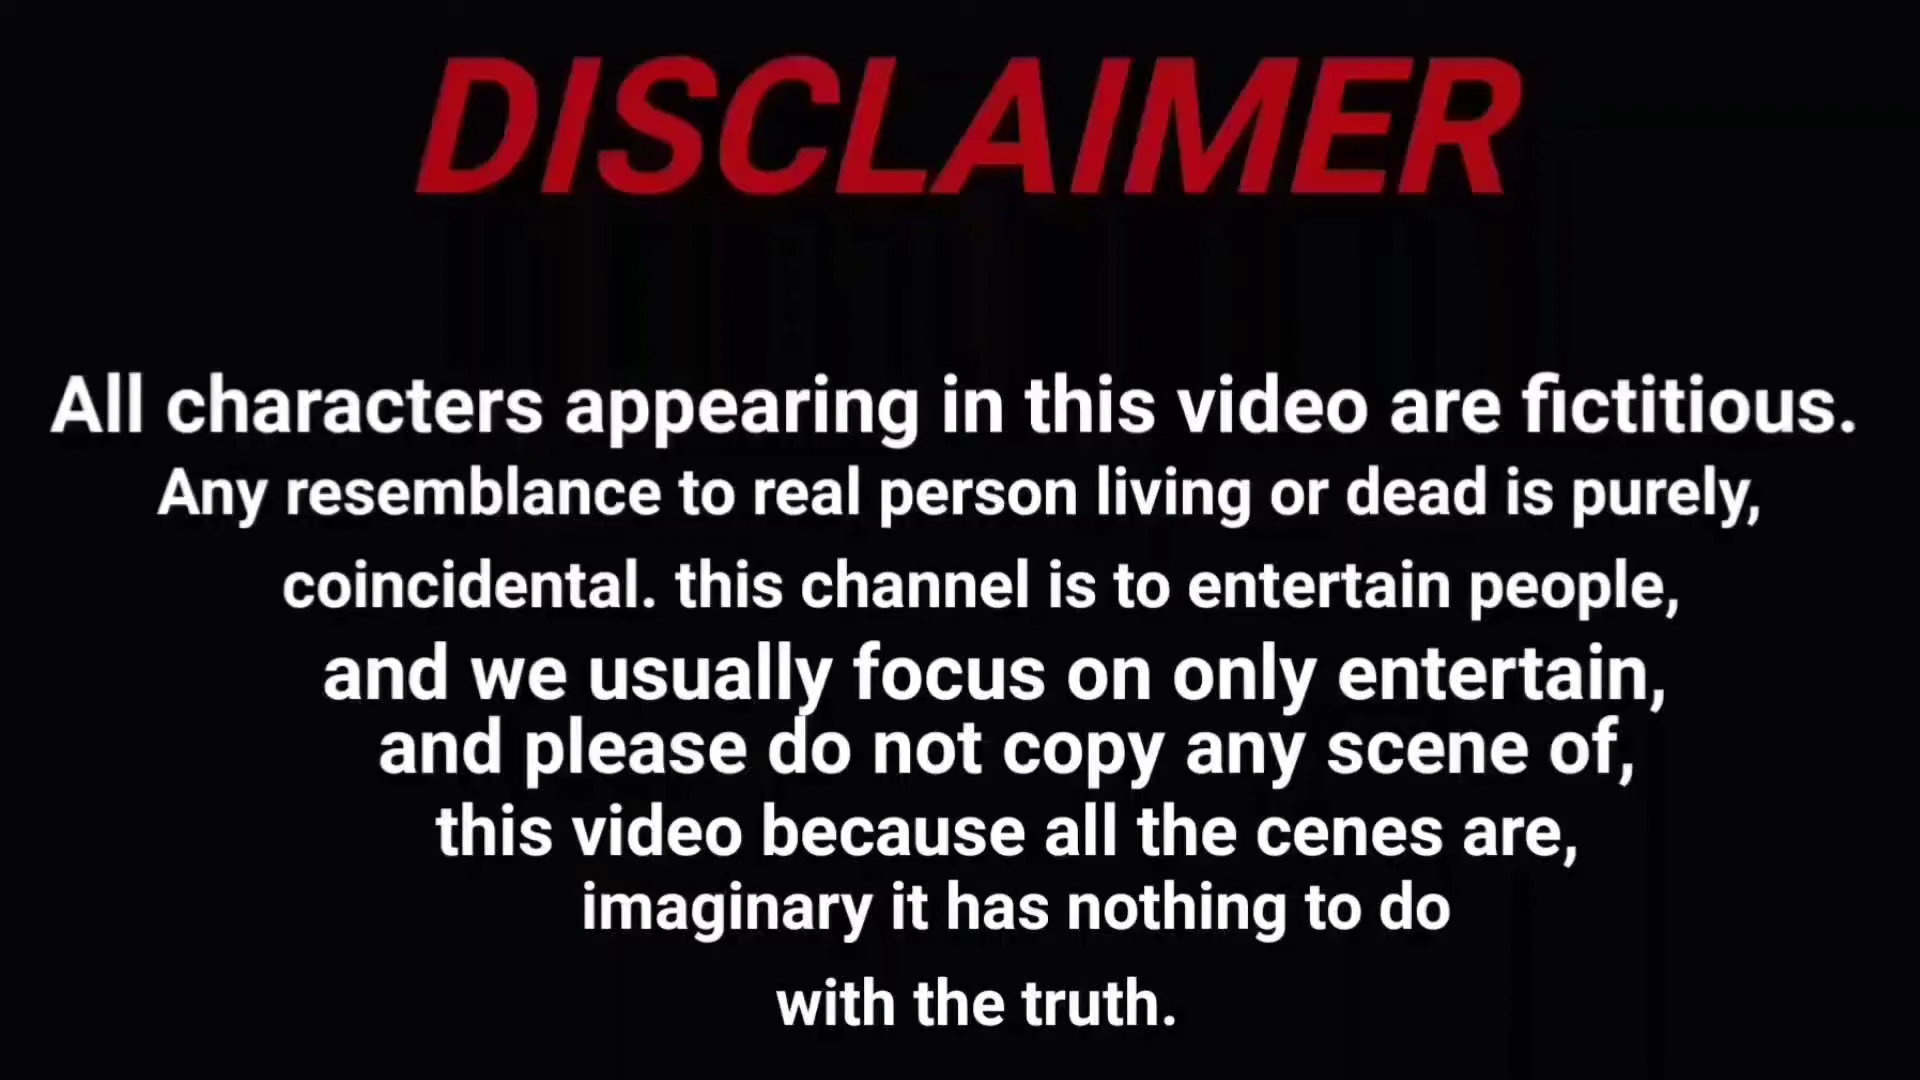 DISCLAIMER
All characters appearing in this video are fictitious.
Any resemblance to real person living or dead is purely,
coincidental. this channel is to entertain people,
and we usually focus on only entertain,
and please do not copy any scene of,
this video because all the cenes are,
imaginary it has nothing to do
with the truth.